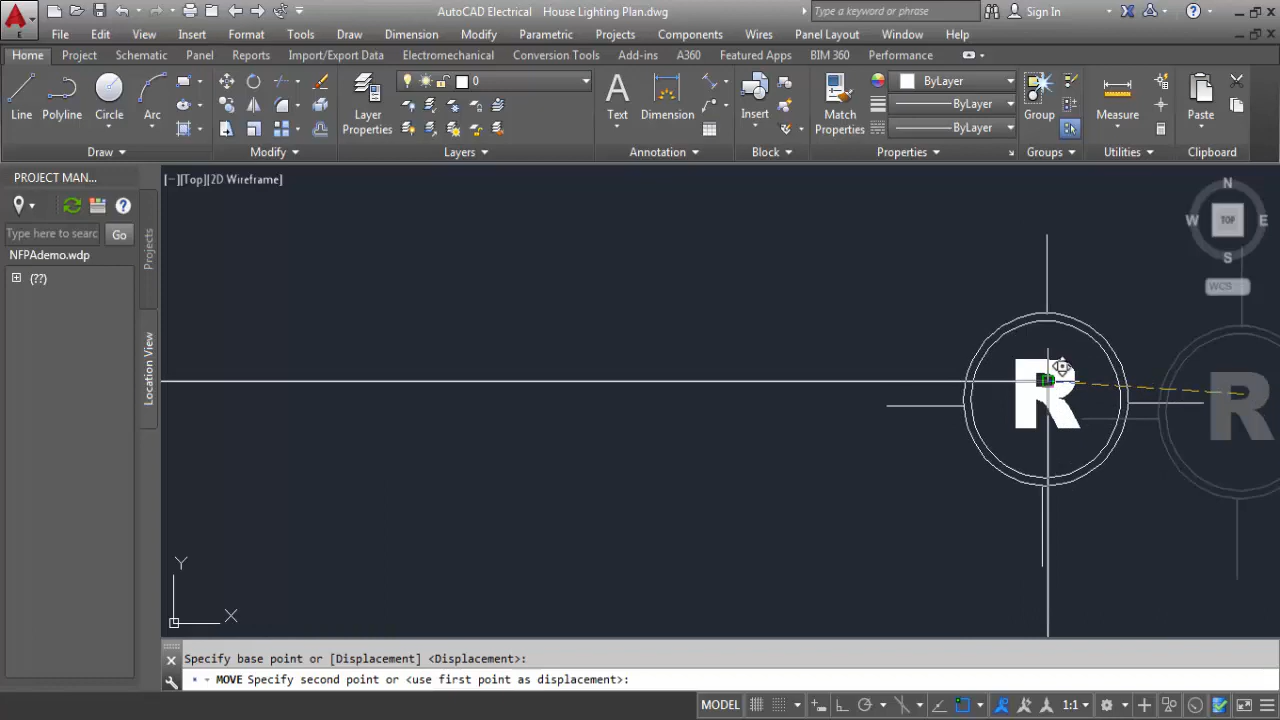 AutoCAD Electrical House Lighting Plan.dwg
Type a keyword or phrase
Sign In
E
File Edit View Insert Format Tools Draw Dimension Modify Parametric Projects Components Wires Panel Layout Window Help
Home Project Schematic Panel Reports Import/Export Data Electromechanical Conversion Tools Add-ins A360 Featured Apps BIM 360 Performance
0
ByLayer
Line Polyline Circle Arc
Layer Properties
Text Dimension
Insert
Match Properties
ByLayer
ByLayer
Group
Measure
Paste
Draw Modify Layers Annotation Block Properties Groups Utilities Clipboard
PROJECT MAN...
Type here to searc
Go
NFPAdemo.wdp
(??)
Projects
Location View
[−][Top][2D Wireframe]
N
W TOP E
S
WCS
R
R
Y
X
Specify base point or [Displacement] <Displacement>:
MOVE Specify second point or <use first point as displacement>:
MODEL
1:1